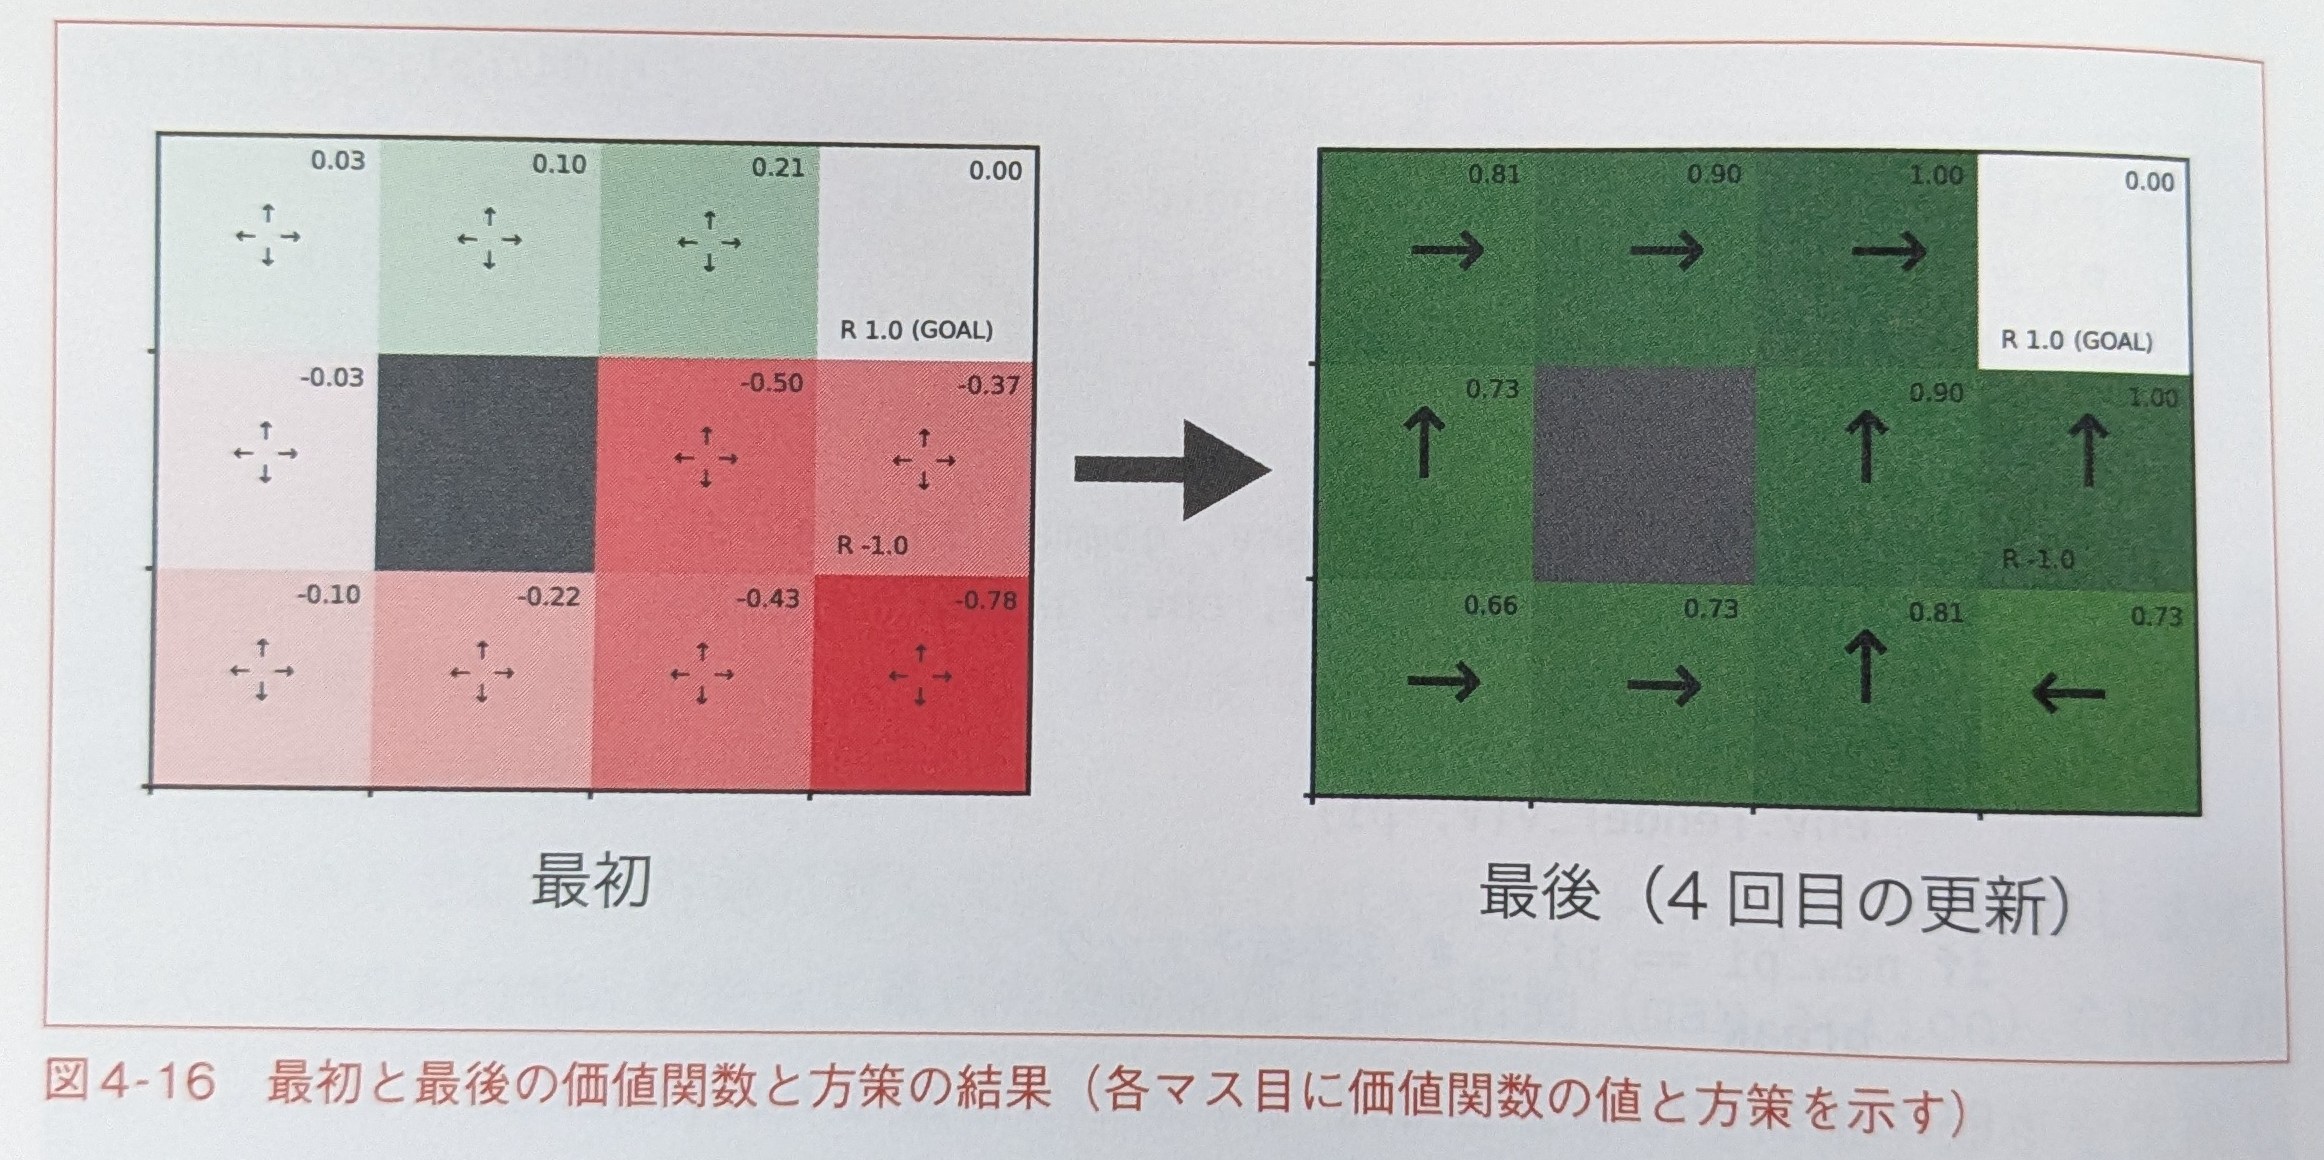 0.03 0.10 0.21 0.00
↑ ↑ ↑
← → ← → ← →
↓ ↓ ↓
R 1.0 (GOAL)
-0.03 -0.50 -0.37
↑ ↑ ↑
← → ← → ← →
↓ ↓ ↓
R -1.0
-0.10 -0.22 -0.43 -0.78
↑ ↑ ↑ ↑
← → ← → ← → ← →
↓ ↓ ↓ ↓
最初
0.81 0.90 1.00 0.00
→ → →
R 1.0 (GOAL)
0.73 0.90 1.00
↑ ↑ ↑
R -1.0
0.66 0.73 0.81 0.73
→ → ↑ ←
最後（4回目の更新）
図4-16 最初と最後の価値関数と方策の結果（各マス目に価値関数の値と方策を示す）